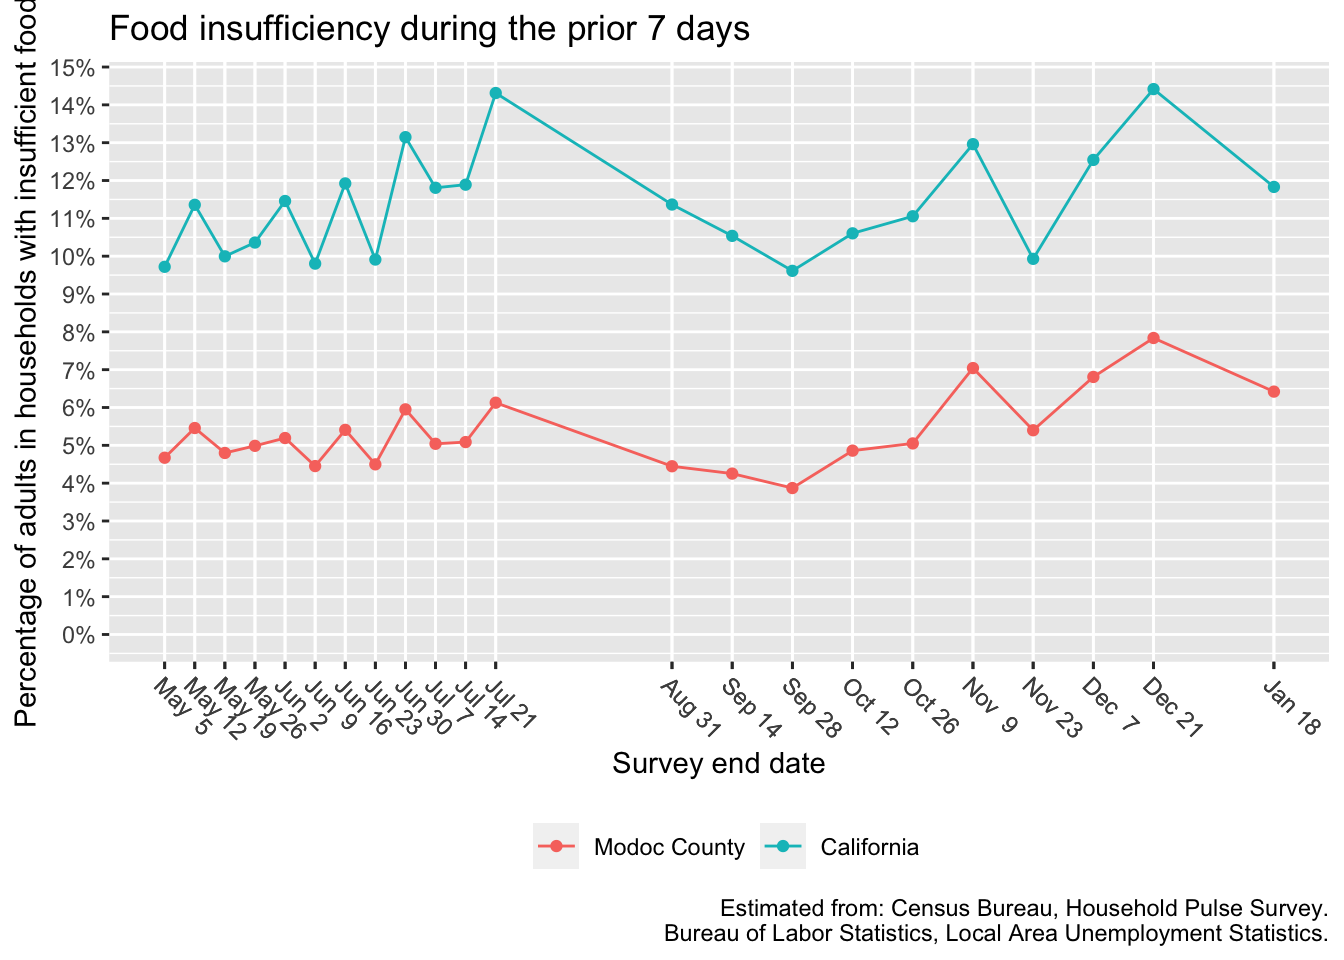 Food insufficiency during the prior 7 days
Percentage of adults in households with insufficient food
15%
14%
13%
12%
11%
10%
9%
8%
7%
6%
5%
4%
3%
2%
1%
0%
May 5
May 12
May 19
May 26
Jun 2
Jun 9
Jun 16
Jun 23
Jun 30
Jul 7
Jul 14
Jul 21
Aug 31
Sep 14
Sep 28
Oct 12
Oct 26
Nov 9
Nov 23
Dec 7
Dec 21
Jan 18
Survey end date
Modoc County
California
Estimated from: Census Bureau, Household Pulse Survey.
Bureau of Labor Statistics, Local Area Unemployment Statistics.